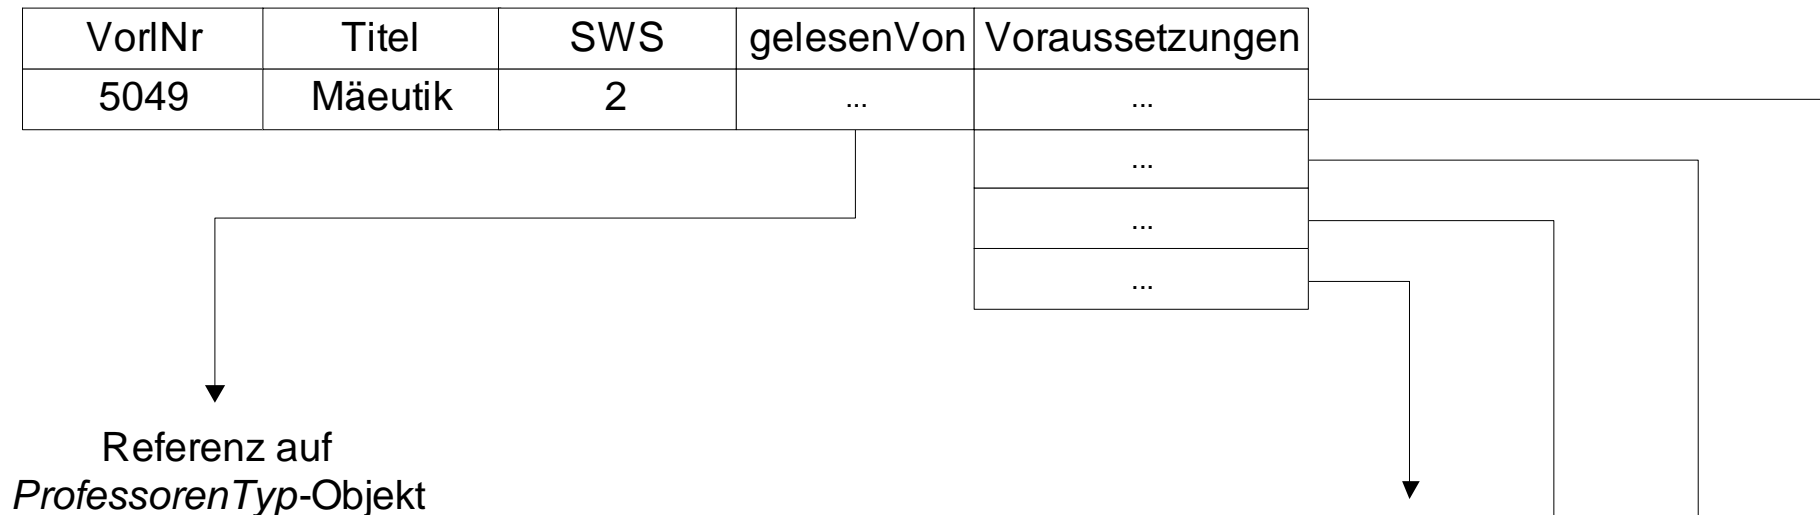 VorlNr Titel SWS gelesenVon Voraussetzungen
5049 Mäeutik 2 ... ...
...
...
...
Referenz auf
ProfessorenTyp-Objekt